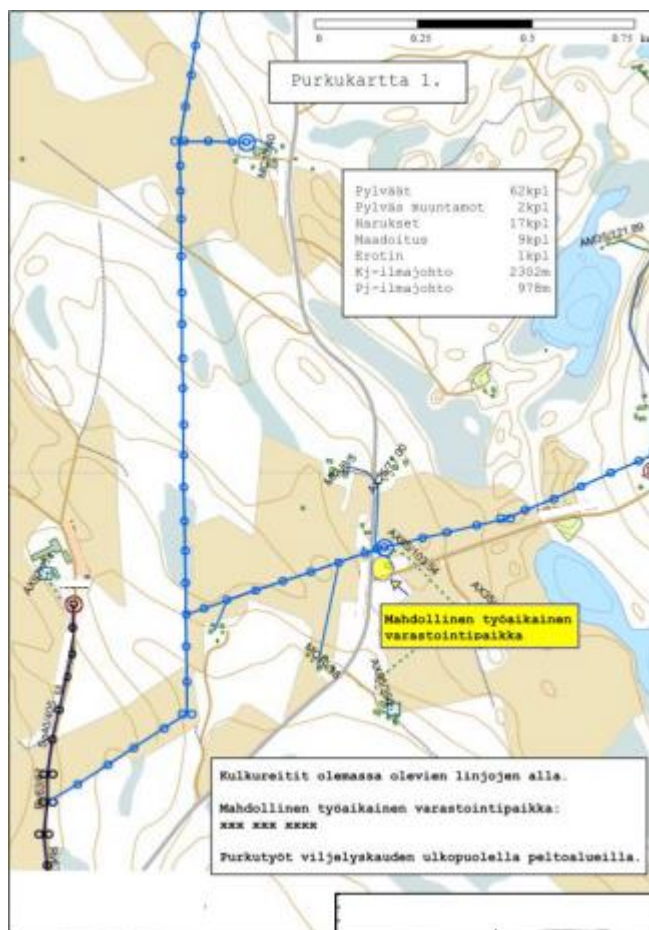 0 0.25 0.5 0.75
Purkukartta 1.
Pylväät 62kpl
Pylväs muuntamot 2kpl
Harukset 17kpl
Maadoitus 9kpl
Erotin 1kpl
Kj-ilmajohto 2302m
Pj-ilmajohto 978m
Mahdollinen työaikainen
varastointipaikka
Kulkureitit olemassa olevien linjojen alla.
Mahdollinen työaikainen varastointipaikka:
xxx xxx xxxx
Purkutyöt viljelyskauden ulkopuolella peltoalueilla.